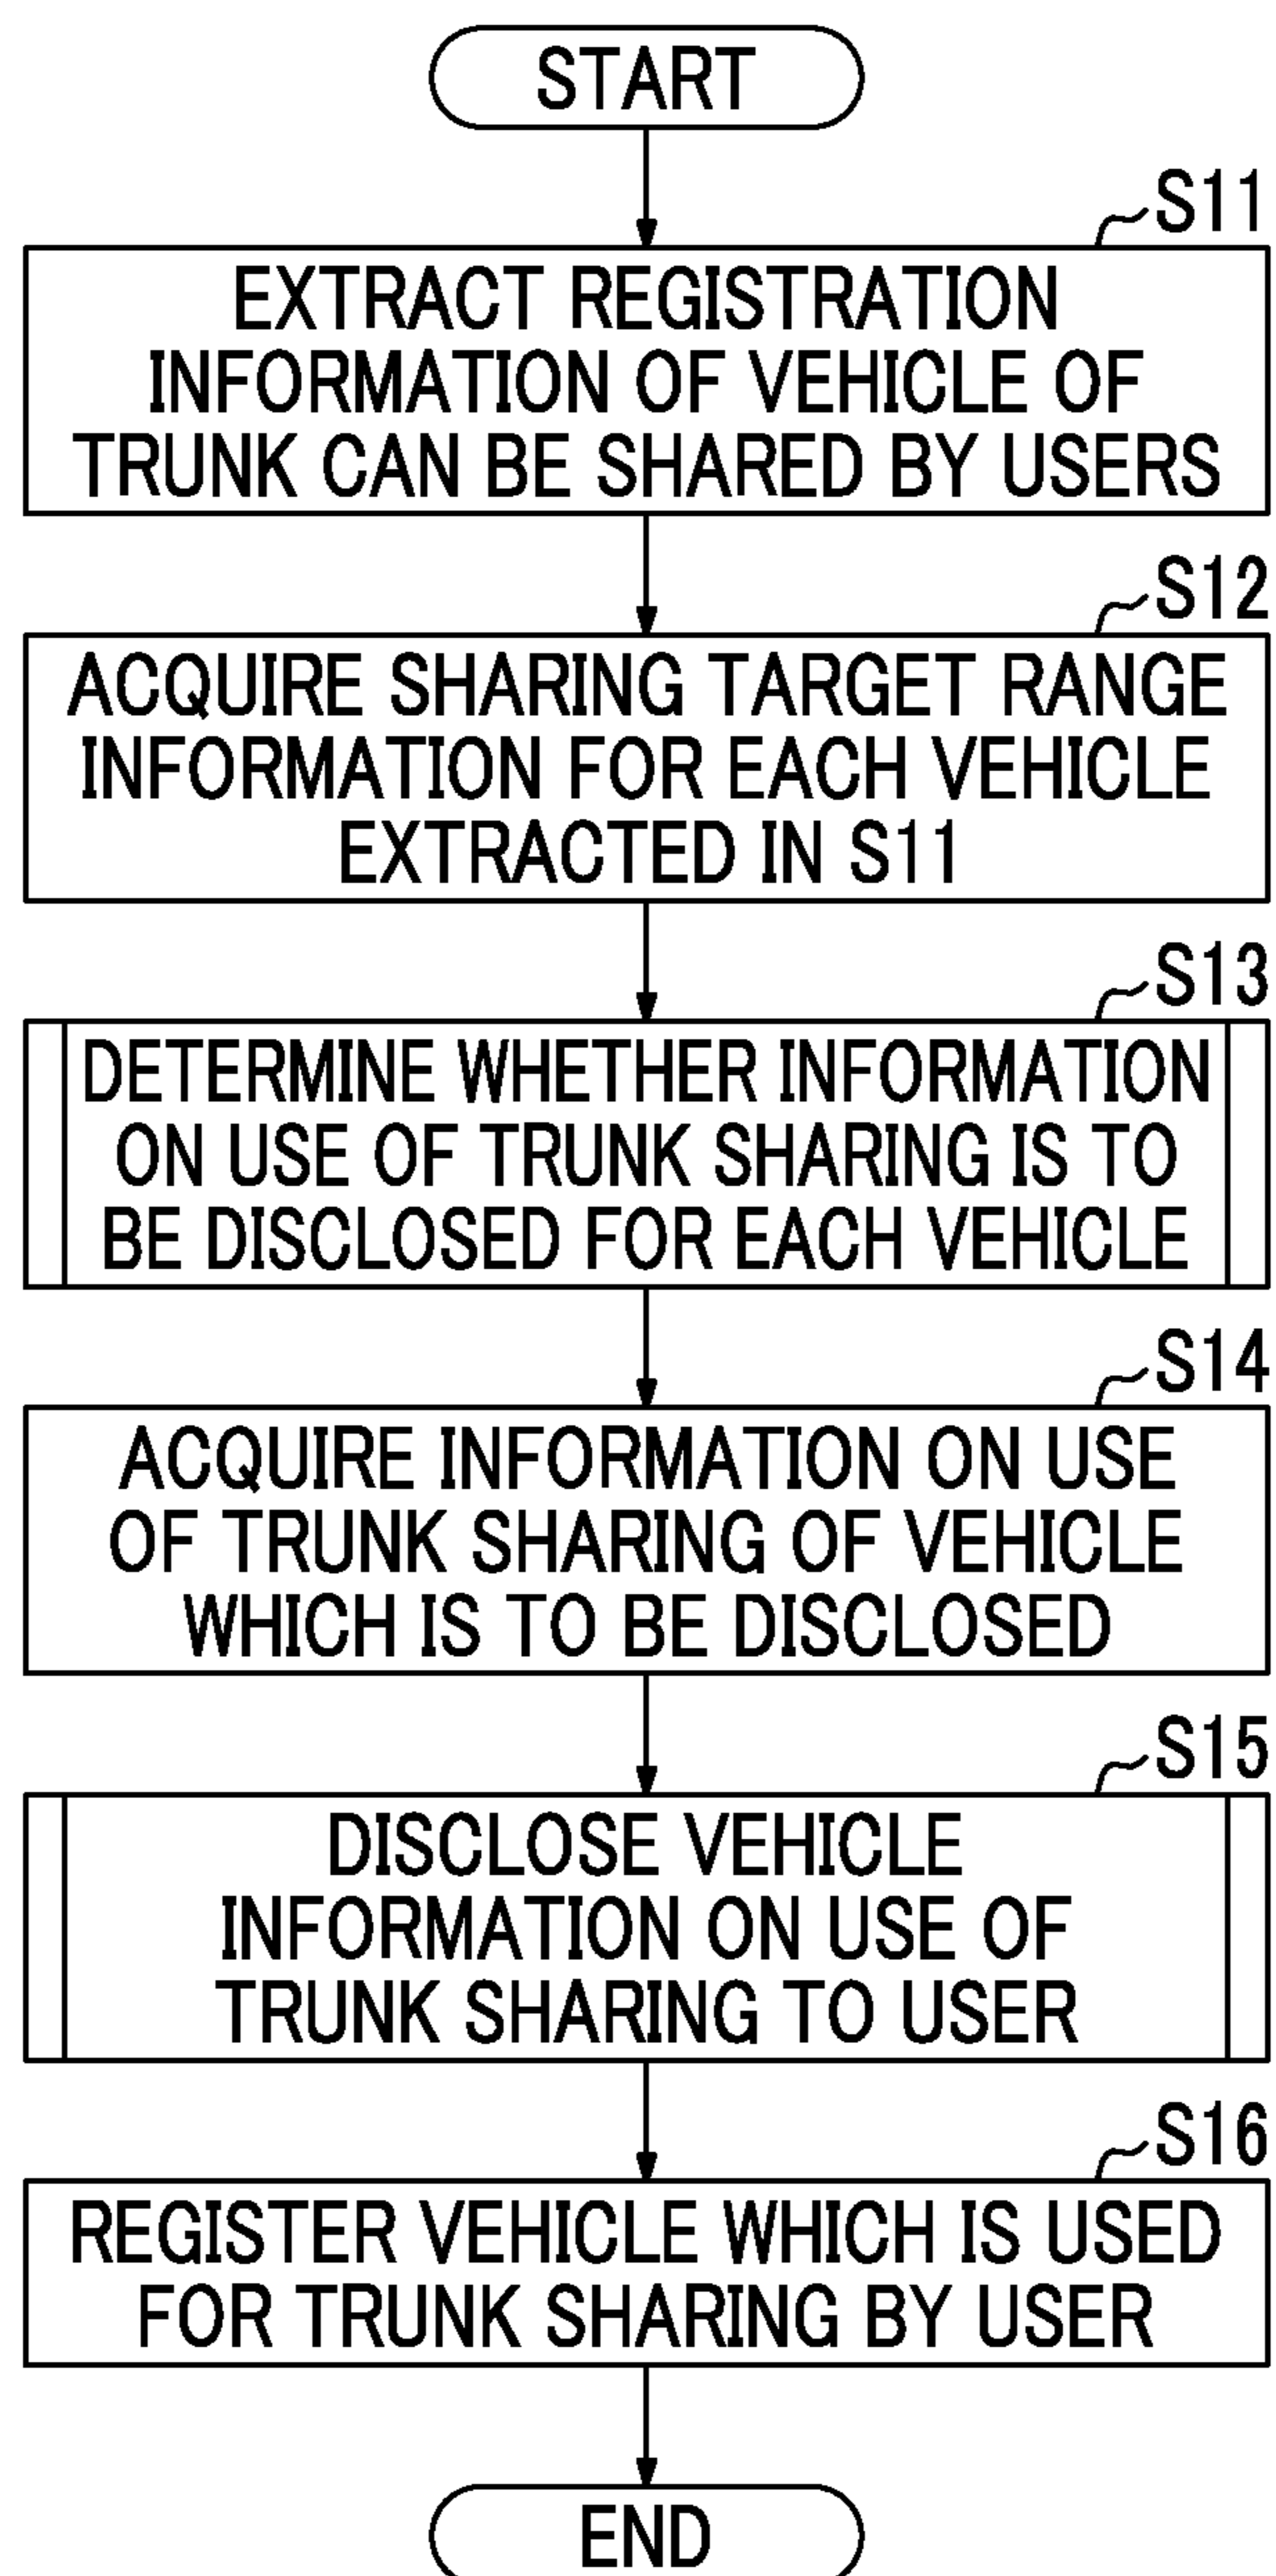 START
S11
EXTRACT REGISTRATION
INFORMATION OF VEHICLE OF
TRUNK CAN BE SHARED BY USERS
S12
ACQUIRE SHARING TARGET RANGE
INFORMATION FOR EACH VEHICLE
EXTRACTED IN S11
S13
DETERMINE WHETHER INFORMATION
ON USE OF TRUNK SHARING IS TO
BE DISCLOSED FOR EACH VEHICLE
S14
ACQUIRE INFORMATION ON USE
OF TRUNK SHARING OF VEHICLE
WHICH IS TO BE DISCLOSED
S15
DISCLOSE VEHICLE
INFORMATION ON USE OF
TRUNK SHARING TO USER
S16
REGISTER VEHICLE WHICH IS USED
FOR TRUNK SHARING BY USER
END